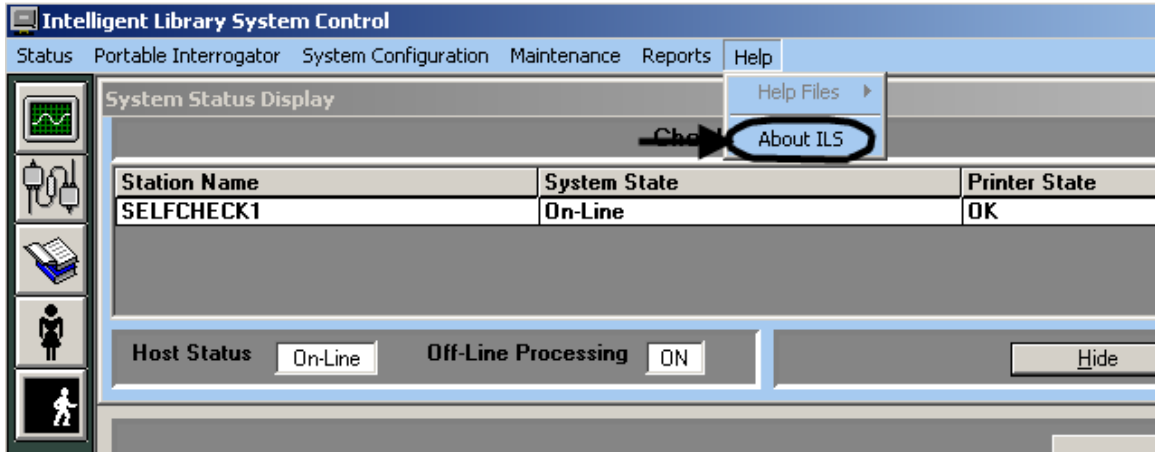 Intelligent Library System Control
Status Portable Interrogator System Configuration Maintenance Reports Help
Help Files
About ILS
System Status Display
Station Name System State Printer State
SELFCHECK1 On-Line OK
Host Status On-Line Off-Line Processing ON Hide